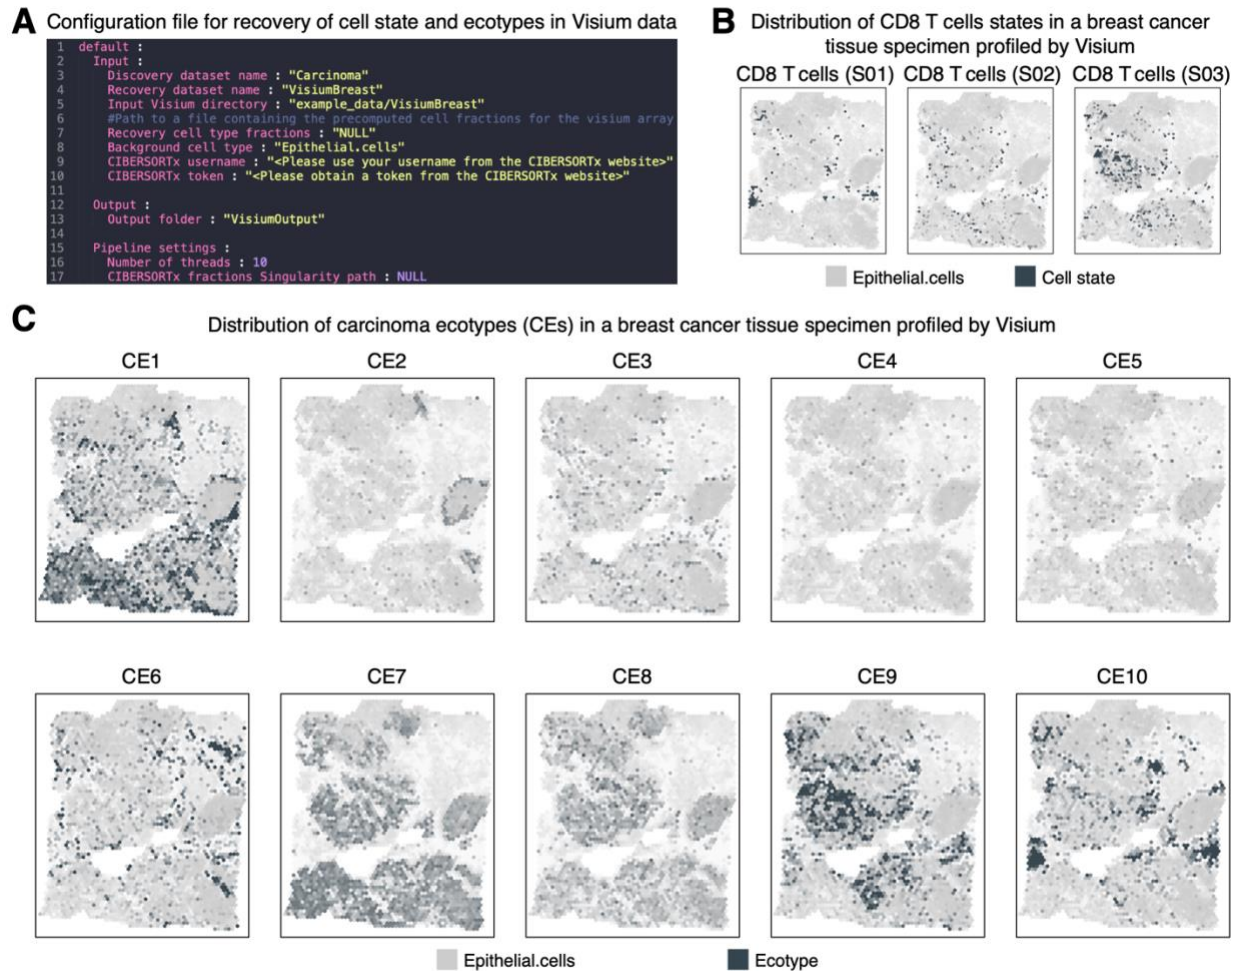 A Configuration file for recovery of cell state and ecotypes in Visium data
1 default :
2 Input :
3 Discovery dataset name : "Carcinoma"
4 Recovery dataset name : "VisiumBreast"
5 Input Visium directory : "example_data/VisiumBreast"
6 #Path to a file containing the precomputed cell fractions for the visium array
7 Recovery cell type fractions : "NULL"
8 Background cell type : "Epithelial.cells"
9 CIBERSORTx username : "<Please use your username from the CIBERSORTx website>"
10 CIBERSORTx token : "<Please obtain a token from the CIBERSORTx website>"
11
12 Output :
13 Output folder : "VisiumOutput"
14
15 Pipeline settings :
16 Number of threads : 10
17 CIBERSORTx fractions Singularity path : NULL
B Distribution of CD8 T cells states in a breast cancer
tissue specimen profiled by Visium
CD8 T cells (S01) CD8 T cells (S02) CD8 T cells (S03)
Epithelial.cells Cell state
C Distribution of carcinoma ecotypes (CEs) in a breast cancer tissue specimen profiled by Visium
CE1 CE2 CE3 CE4 CE5
CE6 CE7 CE8 CE9 CE10
Epithelial.cells Ecotype